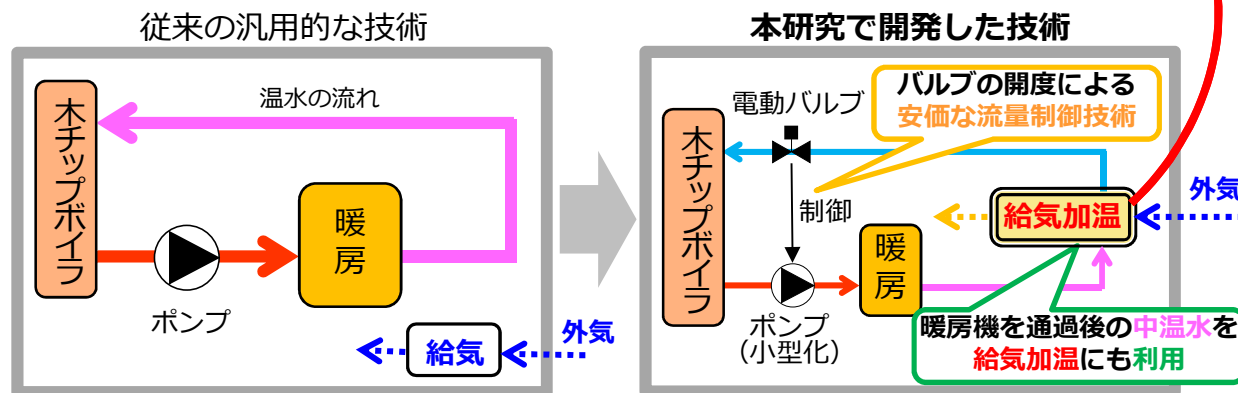 従来の汎用的な技術
温水の流れ
木チップボイラ
暖房
ポンプ
給気
外気
本研究で開発した技術
バルブの開度による
安価な流量制御技術
電動バルブ
木チップボイラ
制御
給気加温
外気
暖房
ポンプ
(小型化)
暖房機を通過後の中温水を
給気加温にも利用